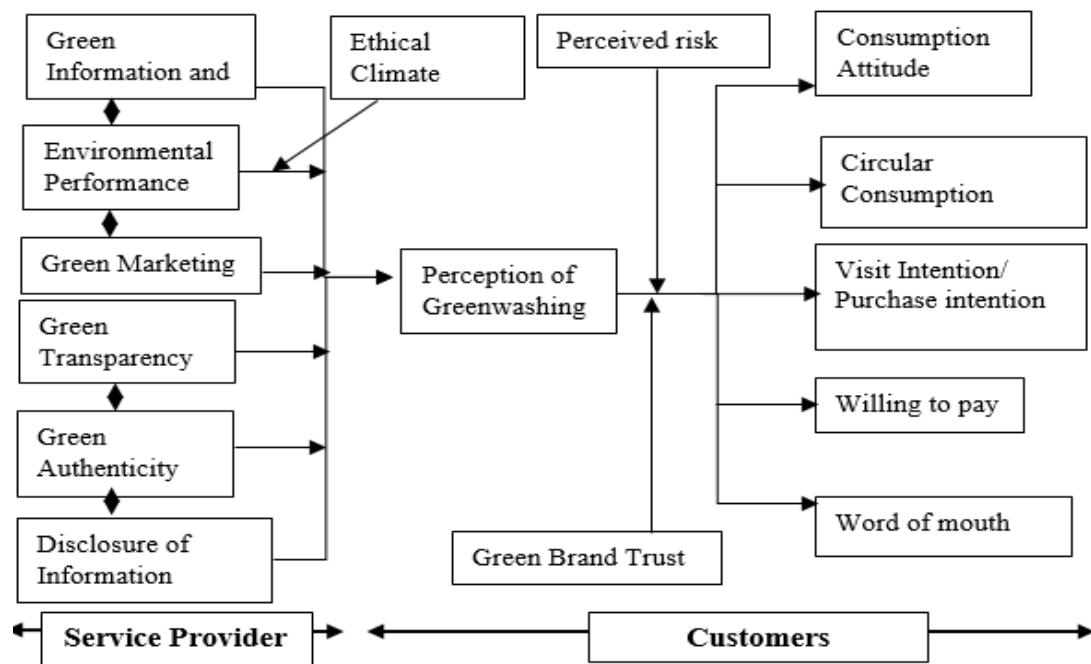 Green
Information and
Ethical
Climate
Perceived risk
Consumption
Attitude
Environmental
Performance
Circular
Consumption
Green Marketing
Perception of
Greenwashing
Visit Intention/
Purchase intention
Green
Transparency
Willing to pay
Green
Authenticity
Word of mouth
Disclosure of
Information
Green Brand Trust
Service Provider
Customers